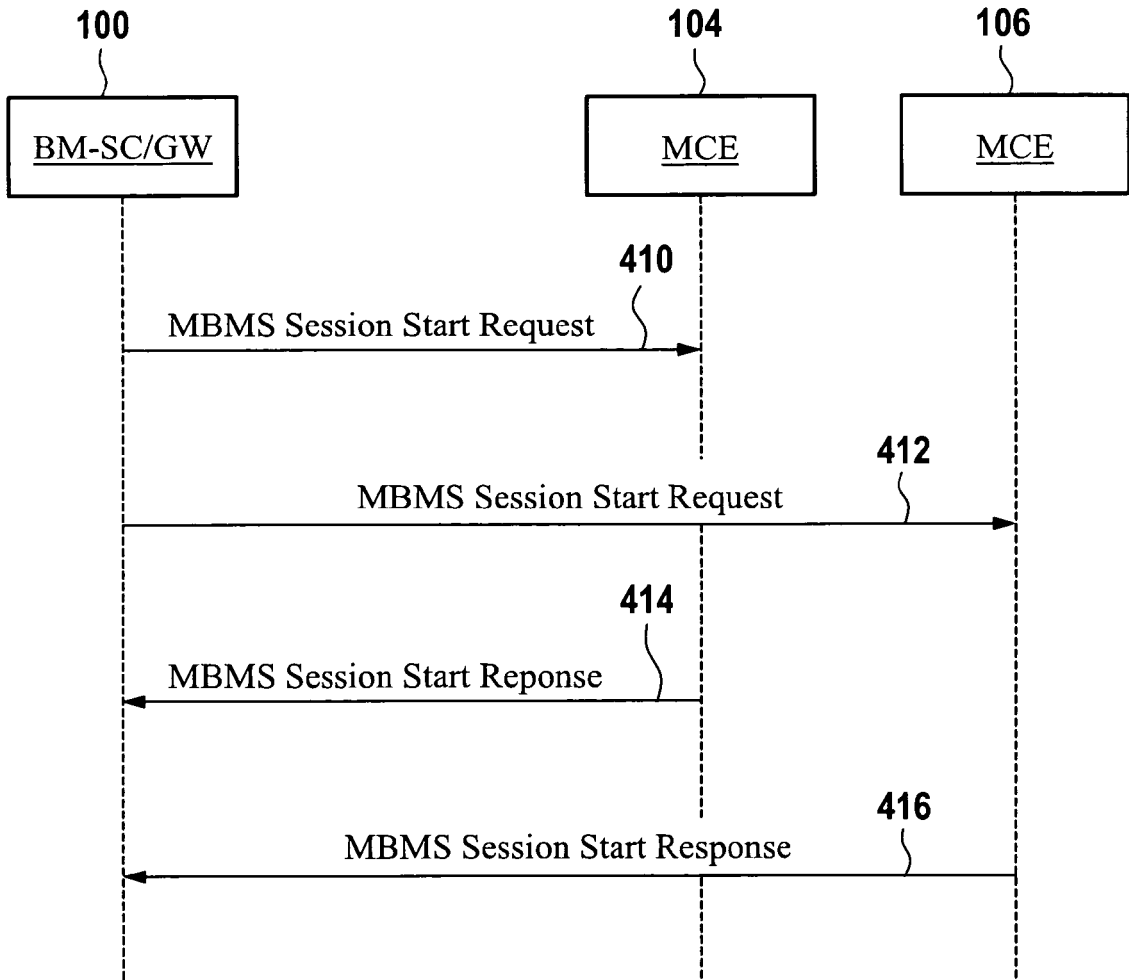 100
104
106
BM-SC/GW
MCE
MCE
410
MBMS Session Start Request
412
MBMS Session Start Request
414
MBMS Session Start Reponse
416
MBMS Session Start Response